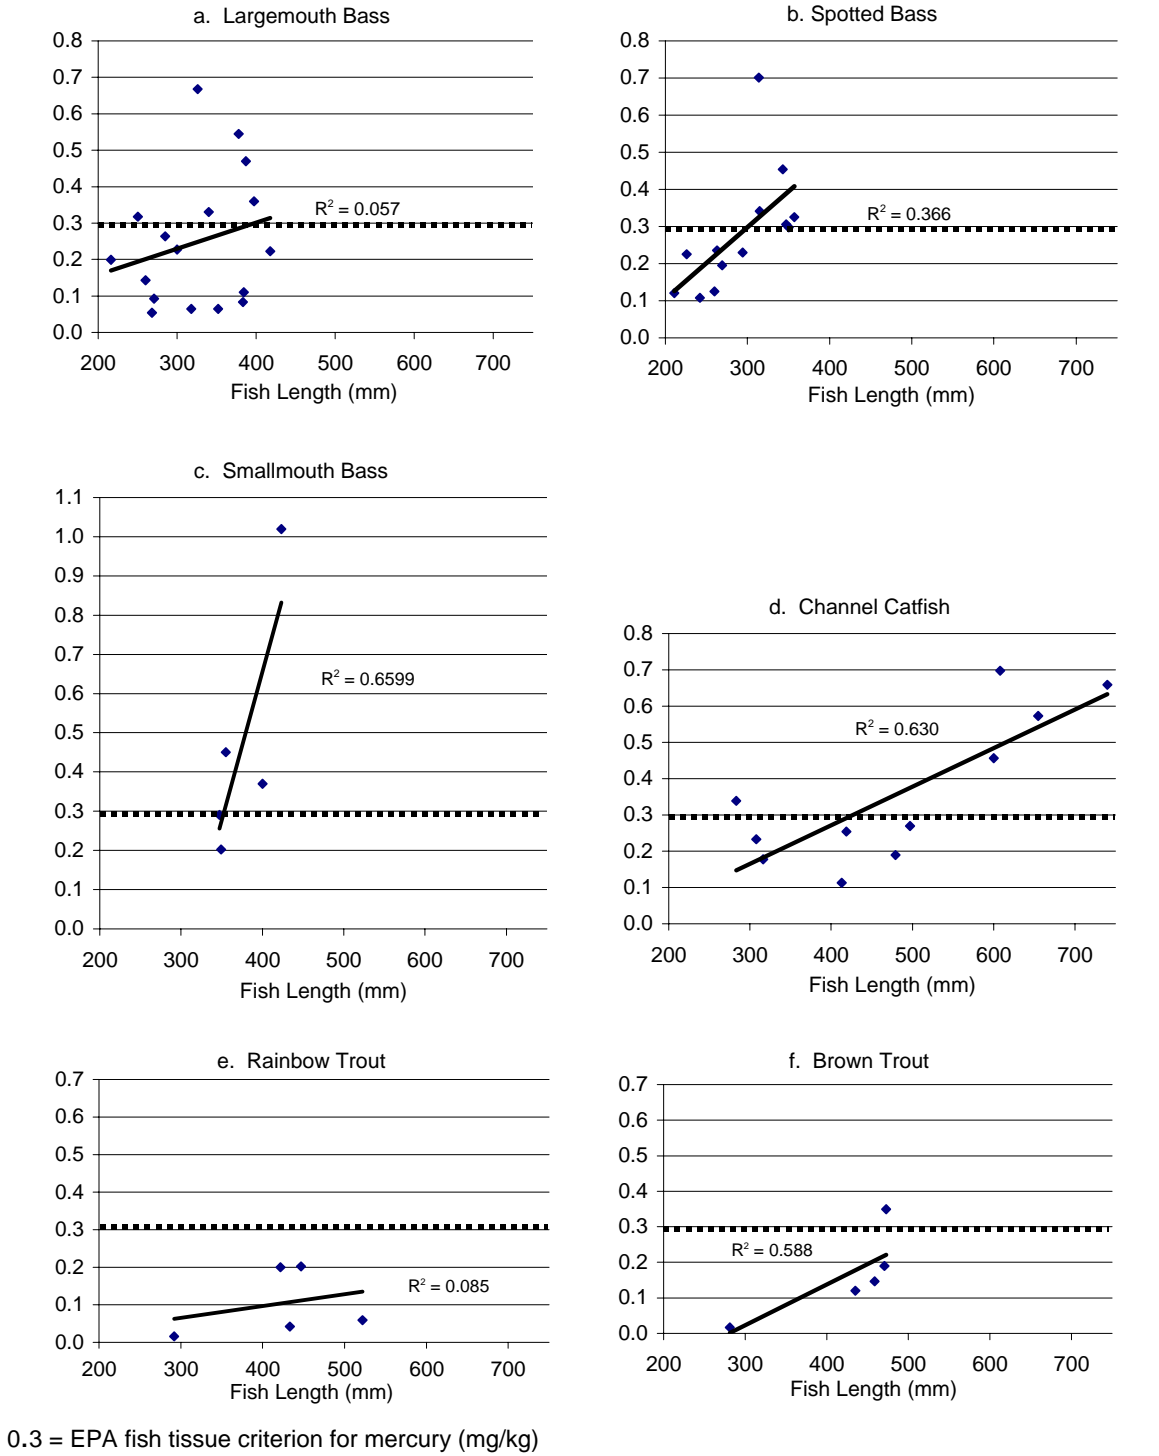 a. Largemouth Bass
0.8
0.7
0.6
0.5
0.4
0.3
0.2
0.1
0.0
R² = 0.057
200 300 400 500 600 700
Fish Length (mm)
b. Spotted Bass
0.8
0.7
0.6
0.5
0.4
0.3
0.2
0.1
0.0
R² = 0.366
200 300 400 500 600 700
Fish Length (mm)
c. Smallmouth Bass
1.1
1.0
0.9
0.8
0.7
0.6
0.5
0.4
0.3
0.2
0.1
0.0
R² = 0.6599
200 300 400 500 600 700
Fish Length (mm)
d. Channel Catfish
0.8
0.7
0.6
0.5
0.4
0.3
0.2
0.1
0.0
R² = 0.630
200 300 400 500 600 700
Fish Length (mm)
e. Rainbow Trout
0.7
0.6
0.5
0.4
0.3
0.2
0.1
0.0
R² = 0.085
200 300 400 500 600 700
Fish Length (mm)
f. Brown Trout
0.7
0.6
0.5
0.4
0.3
0.2
0.1
0.0
R² = 0.588
200 300 400 500 600 700
Fish Length (mm)
0.3 = EPA fish tissue criterion for mercury (mg/kg)